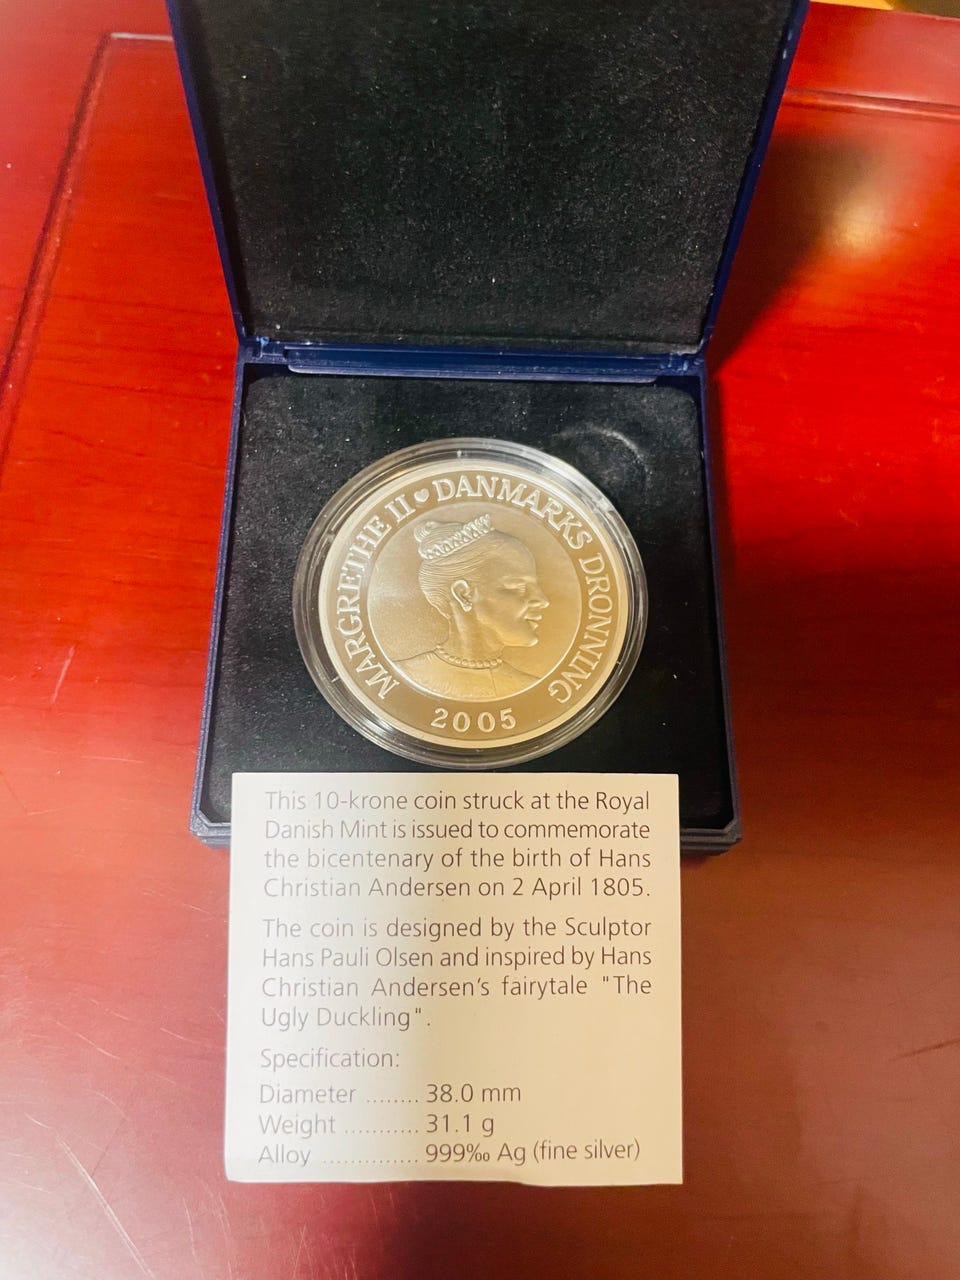 MARGRETHE II ♥ DANMARKS DRONNING
2005
This 10-krone coin struck at the Royal
Danish Mint is issued to commemorate
the bicentenary of the birth of Hans
Christian Andersen on 2 April 1805.
The coin is designed by the Sculptor
Hans Pauli Olsen and inspired by Hans
Christian Andersen's fairytale "The
Ugly Duckling".
Specification:
Diameter ........ 38.0 mm
Weight ........... 31.1 g
Alloy .............. 999‰ Ag (fine silver)